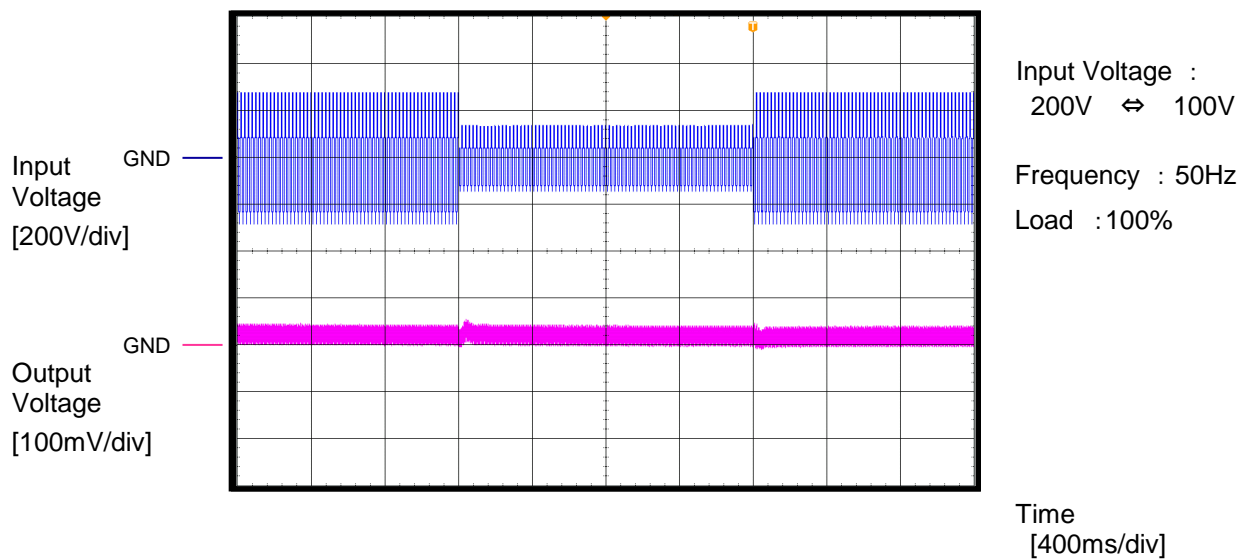 Input
Voltage
[200V/div]
GND
GND
Output
Voltage
[100mV/div]
T
Input Voltage :
200V ⇔ 100V
Frequency : 50Hz
Load :100%
Time
[400ms/div]